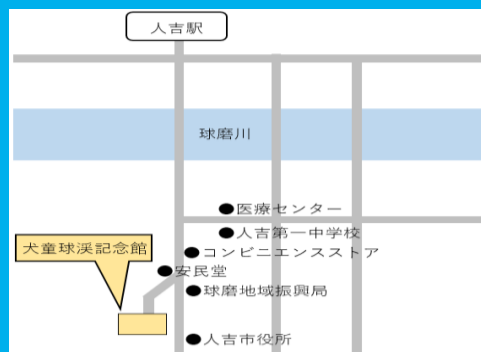 人吉駅
球磨川
医療センター
人吉第一中学校
犬童球渓記念館
コンビニエンスストア
安民堂
球磨地域振興局
人吉市役所